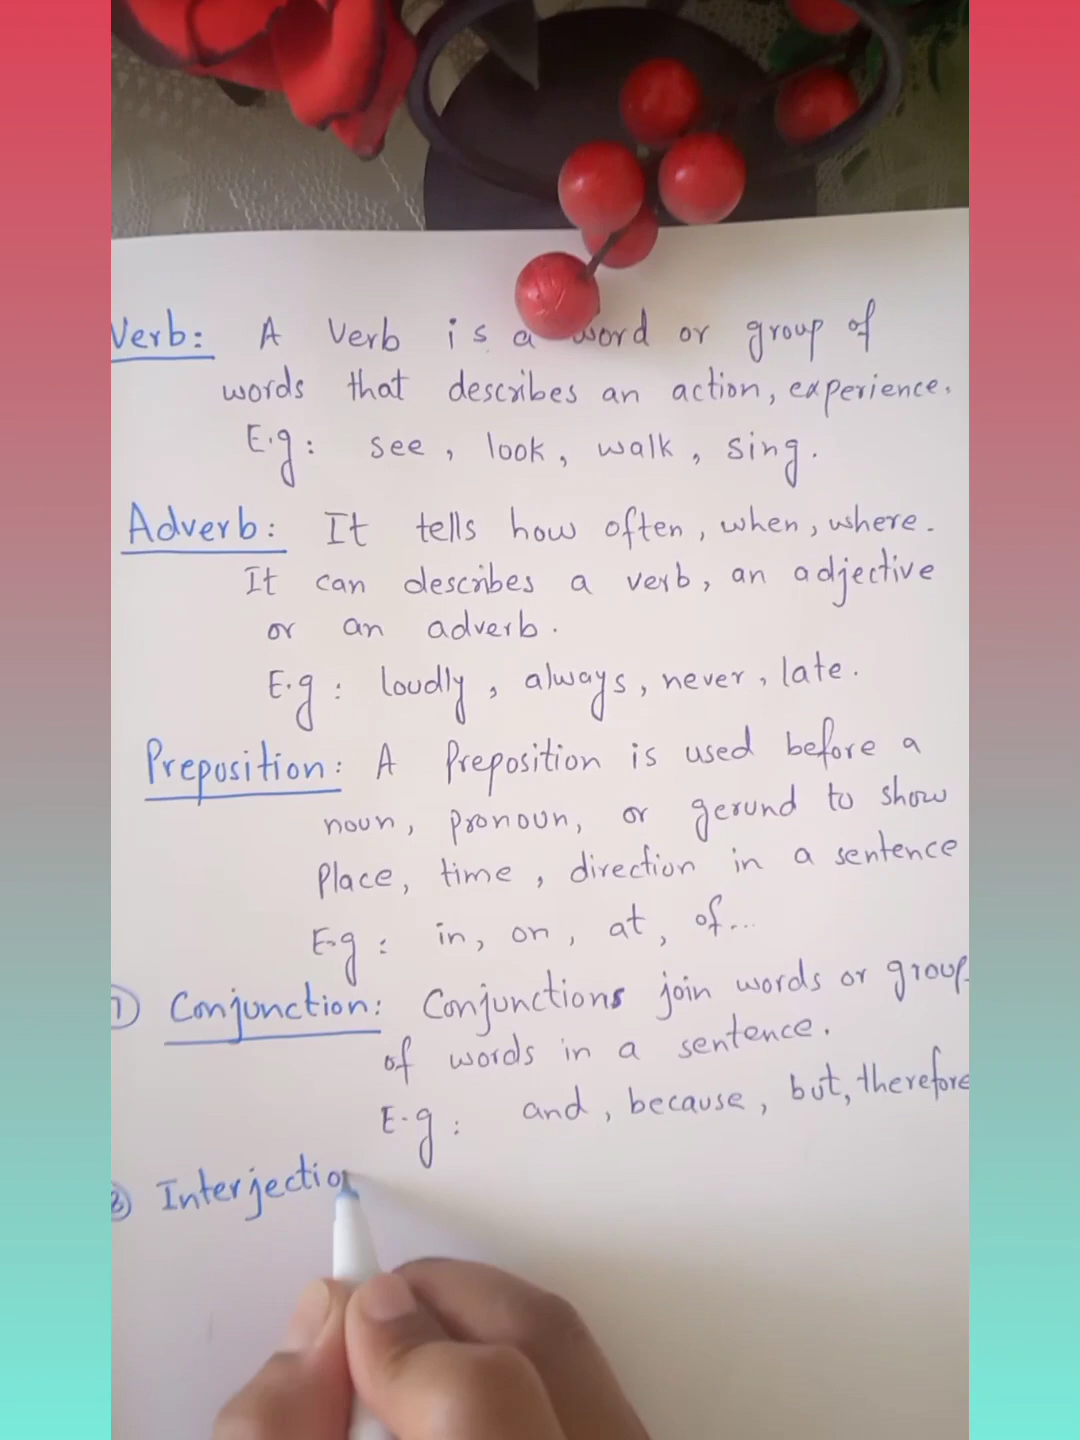 Verb: A Verb is a word or group of
words that describes an action, experience.
E.g: see, look, walk, sing.
Adverb: It tells how often, when, where.
It can describes a verb, an adjective
or an adverb.
E.g: loudly, always, never, late.
Preposition: A Preposition is used before a
noun, pronoun, or gerund to show
Place, time, direction in a sentence
E.g: in, on, at, of...
7) Conjunction: Conjunctions join words or group
of words in a sentence.
E.g: and, because, but, therefore
8) Interjectio